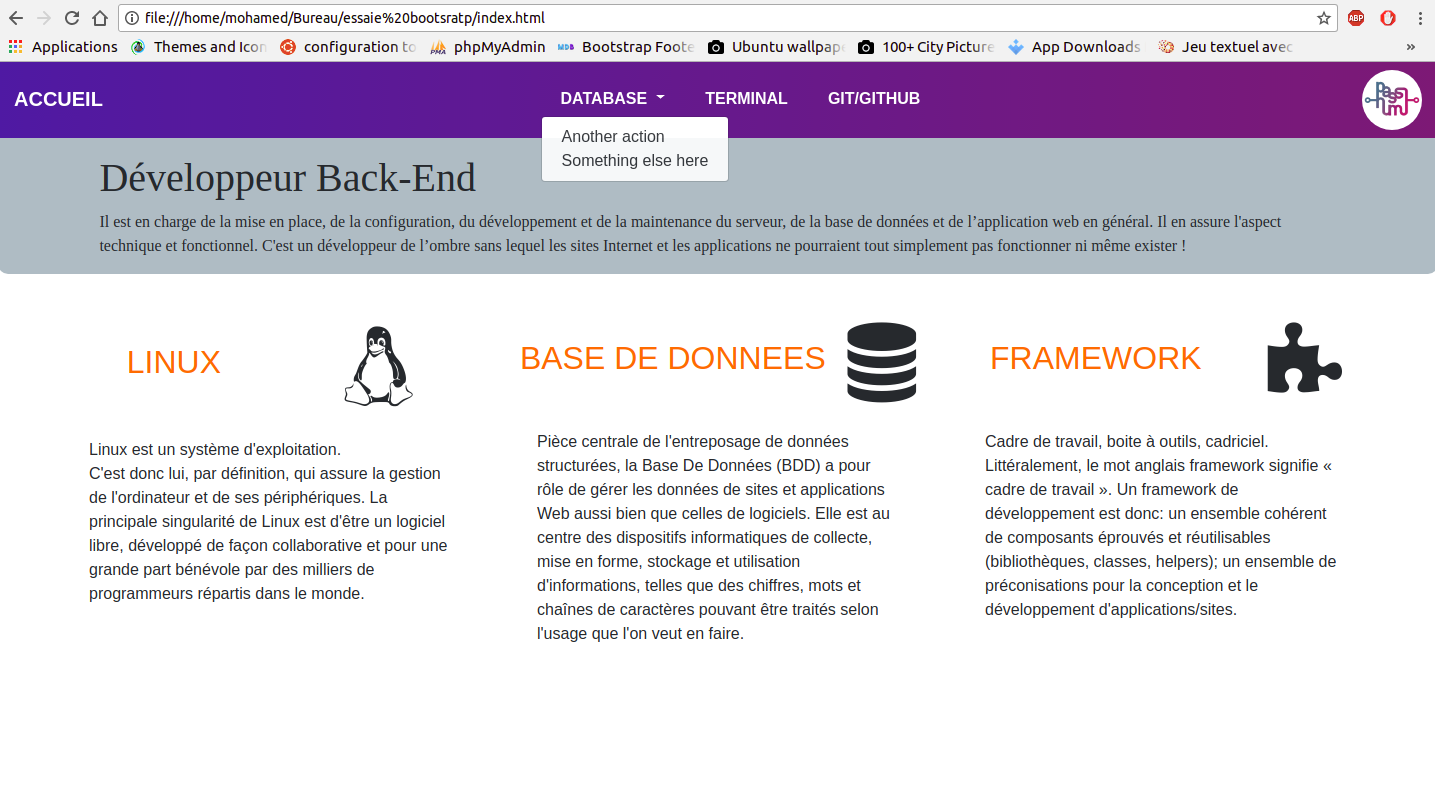 file:///home/mohamed/Bureau/essaie%20bootsratp/index.html
ABP
Applications
Themes and Icon
configuration to
PMA
phpMyAdmin
MDB
Bootstrap Foote
Ubuntu wallpape
100+ City Picture
App Downloads
Jeu textuel avec
»
ACCUEIL
DATABASE
TERMINAL
GIT/GITHUB
Another action
Something else here
Développeur Back-End
Il est en charge de la mise en place, de la configuration, du développement et de la maintenance du serveur, de la base de données et de l’application web en général. Il en assure l'aspect
technique et fonctionnel. C'est un développeur de l’ombre sans lequel les sites Internet et les applications ne pourraient tout simplement pas fonctionner ni même exister !
LINUX
Linux est un système d'exploitation.
C'est donc lui, par définition, qui assure la gestion
de l'ordinateur et de ses périphériques. La
principale singularité de Linux est d'être un logiciel
libre, développé de façon collaborative et pour une
grande part bénévole par des milliers de
programmeurs répartis dans le monde.
BASE DE DONNEES
Pièce centrale de l'entreposage de données
structurées, la Base De Données (BDD) a pour
rôle de gérer les données de sites et applications
Web aussi bien que celles de logiciels. Elle est au
centre des dispositifs informatiques de collecte,
mise en forme, stockage et utilisation
d'informations, telles que des chiffres, mots et
chaînes de caractères pouvant être traités selon
l'usage que l'on veut en faire.
FRAMEWORK
Cadre de travail, boite à outils, cadriciel.
Littéralement, le mot anglais framework signifie «
cadre de travail ». Un framework de
développement est donc: un ensemble cohérent
de composants éprouvés et réutilisables
(bibliothèques, classes, helpers); un ensemble de
préconisations pour la conception et le
développement d'applications/sites.